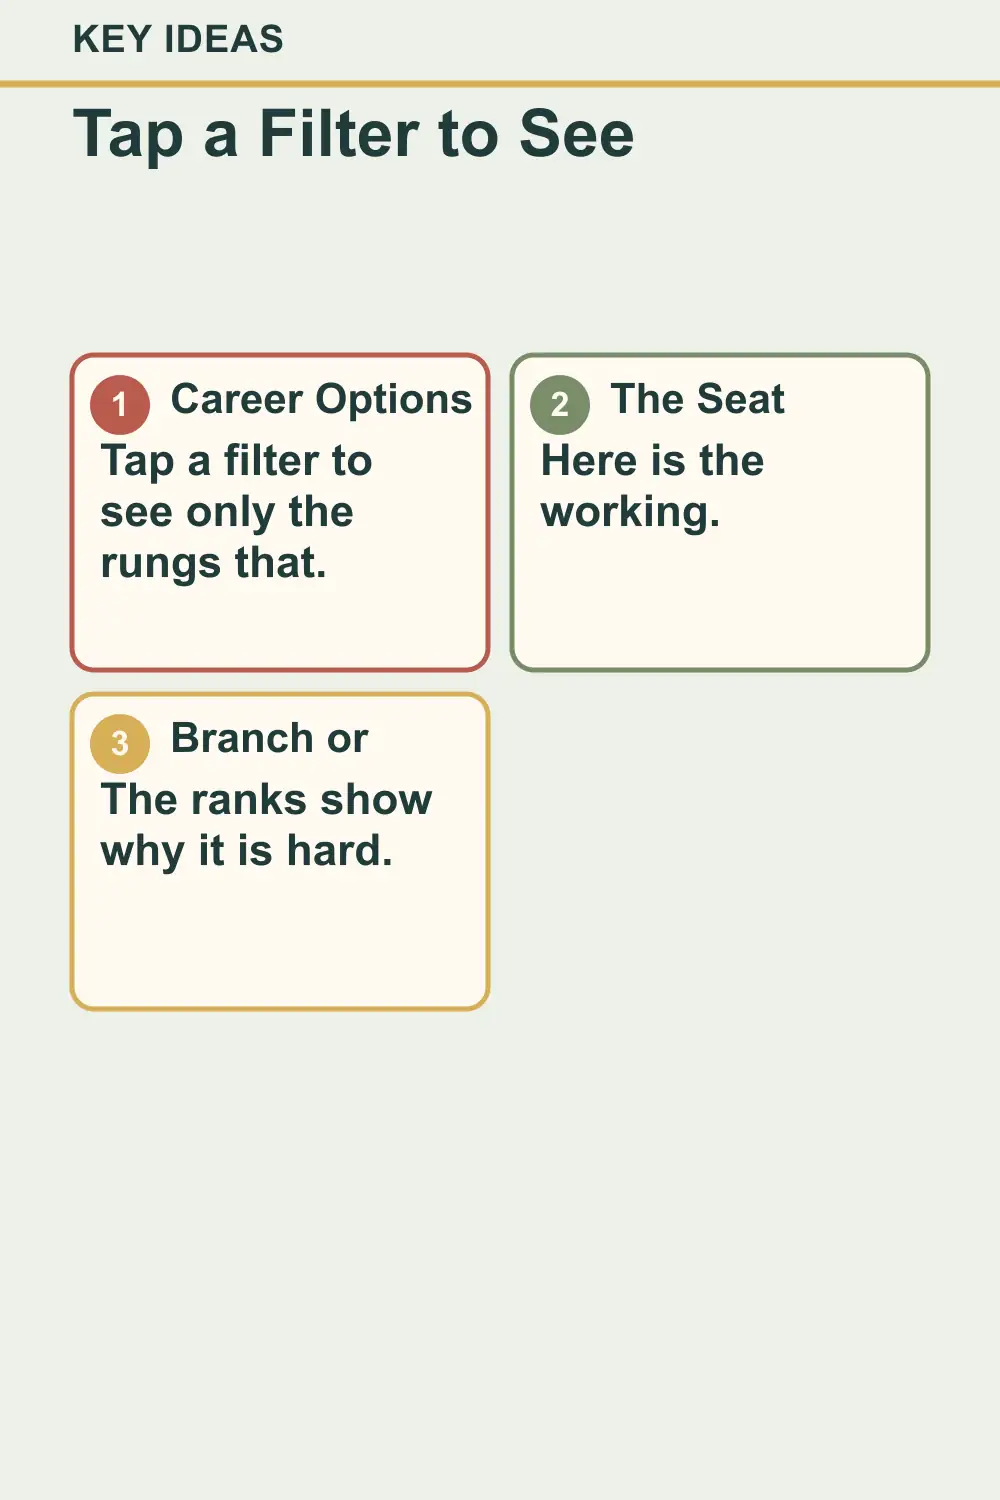 KEY IDEAS
Tap a Filter to See
1 Career Options
Tap a filter to
see only the
rungs that.
2 The Seat
Here is the
working.
3 Branch or
The ranks show
why it is hard.